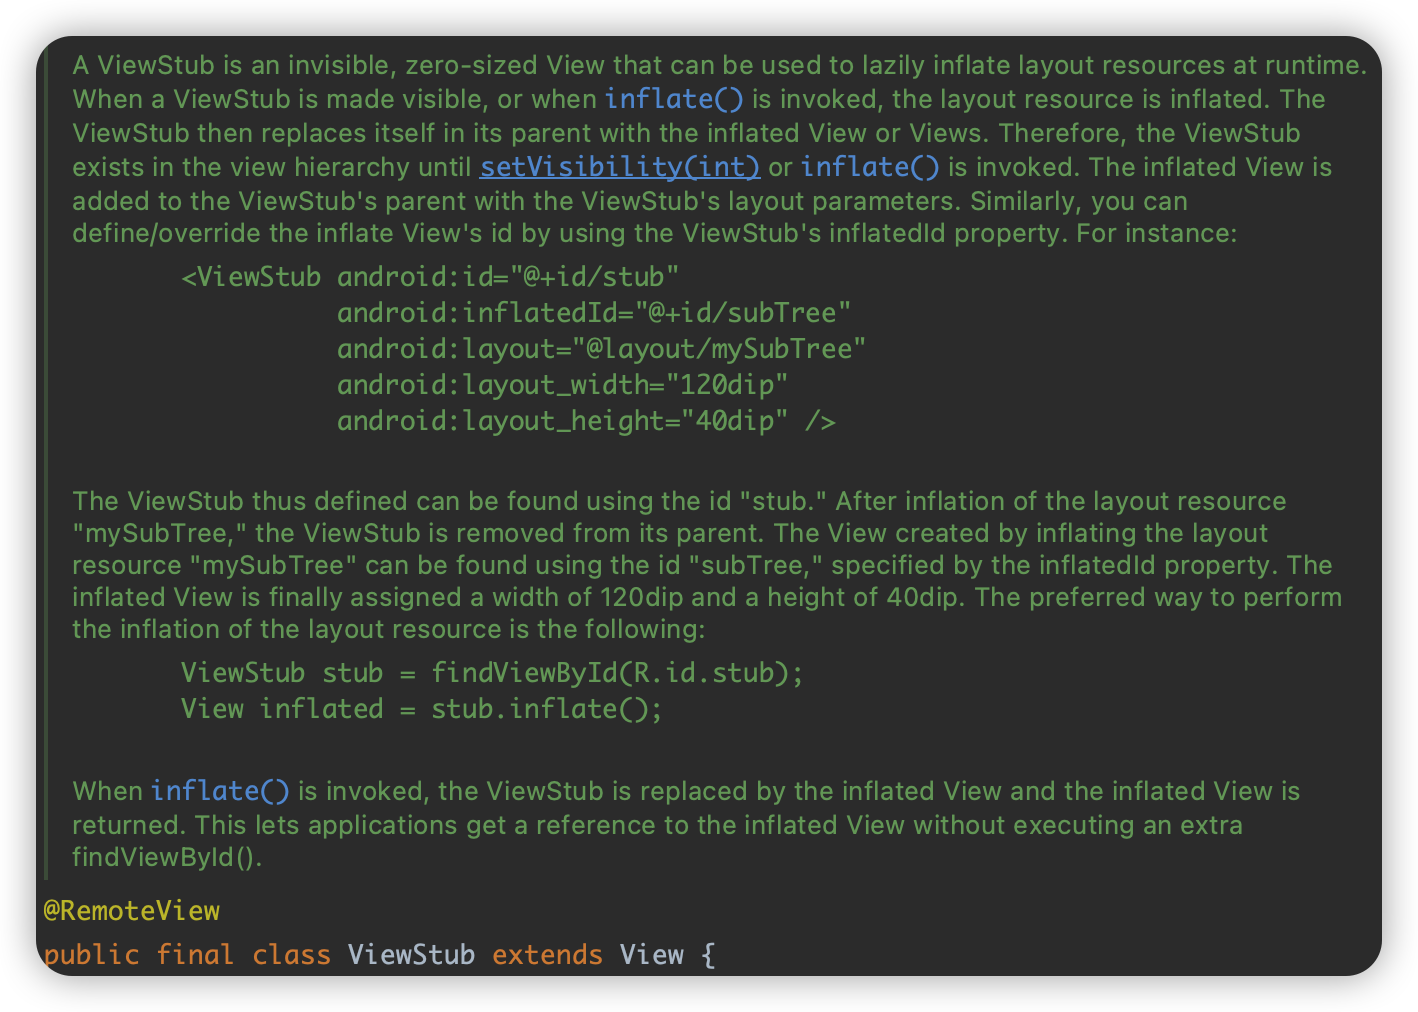 A ViewStub is an invisible, zero-sized View that can be used to lazily inflate layout resources at runtime.
When a ViewStub is made visible, or when inflate() is invoked, the layout resource is inflated. The
ViewStub then replaces itself in its parent with the inflated View or Views. Therefore, the ViewStub
exists in the view hierarchy until setVisibility(int) or inflate() is invoked. The inflated View is
added to the ViewStub's parent with the ViewStub's layout parameters. Similarly, you can
define/override the inflate View's id by using the ViewStub's inflatedId property. For instance:
<ViewStub android:id="@+id/stub"
android:inflatedId="@+id/subTree"
android:layout="@layout/mySubTree"
android:layout_width="120dip"
android:layout_height="40dip" />
The ViewStub thus defined can be found using the id "stub." After inflation of the layout resource
"mySubTree," the ViewStub is removed from its parent. The View created by inflating the layout
resource "mySubTree" can be found using the id "subTree," specified by the inflatedId property. The
inflated View is finally assigned a width of 120dip and a height of 40dip. The preferred way to perform
the inflation of the layout resource is the following:
ViewStub stub = findViewById(R.id.stub);
View inflated = stub.inflate();
When inflate() is invoked, the ViewStub is replaced by the inflated View and the inflated View is
returned. This lets applications get a reference to the inflated View without executing an extra
findViewById().
@RemoteView
public final class ViewStub extends View {